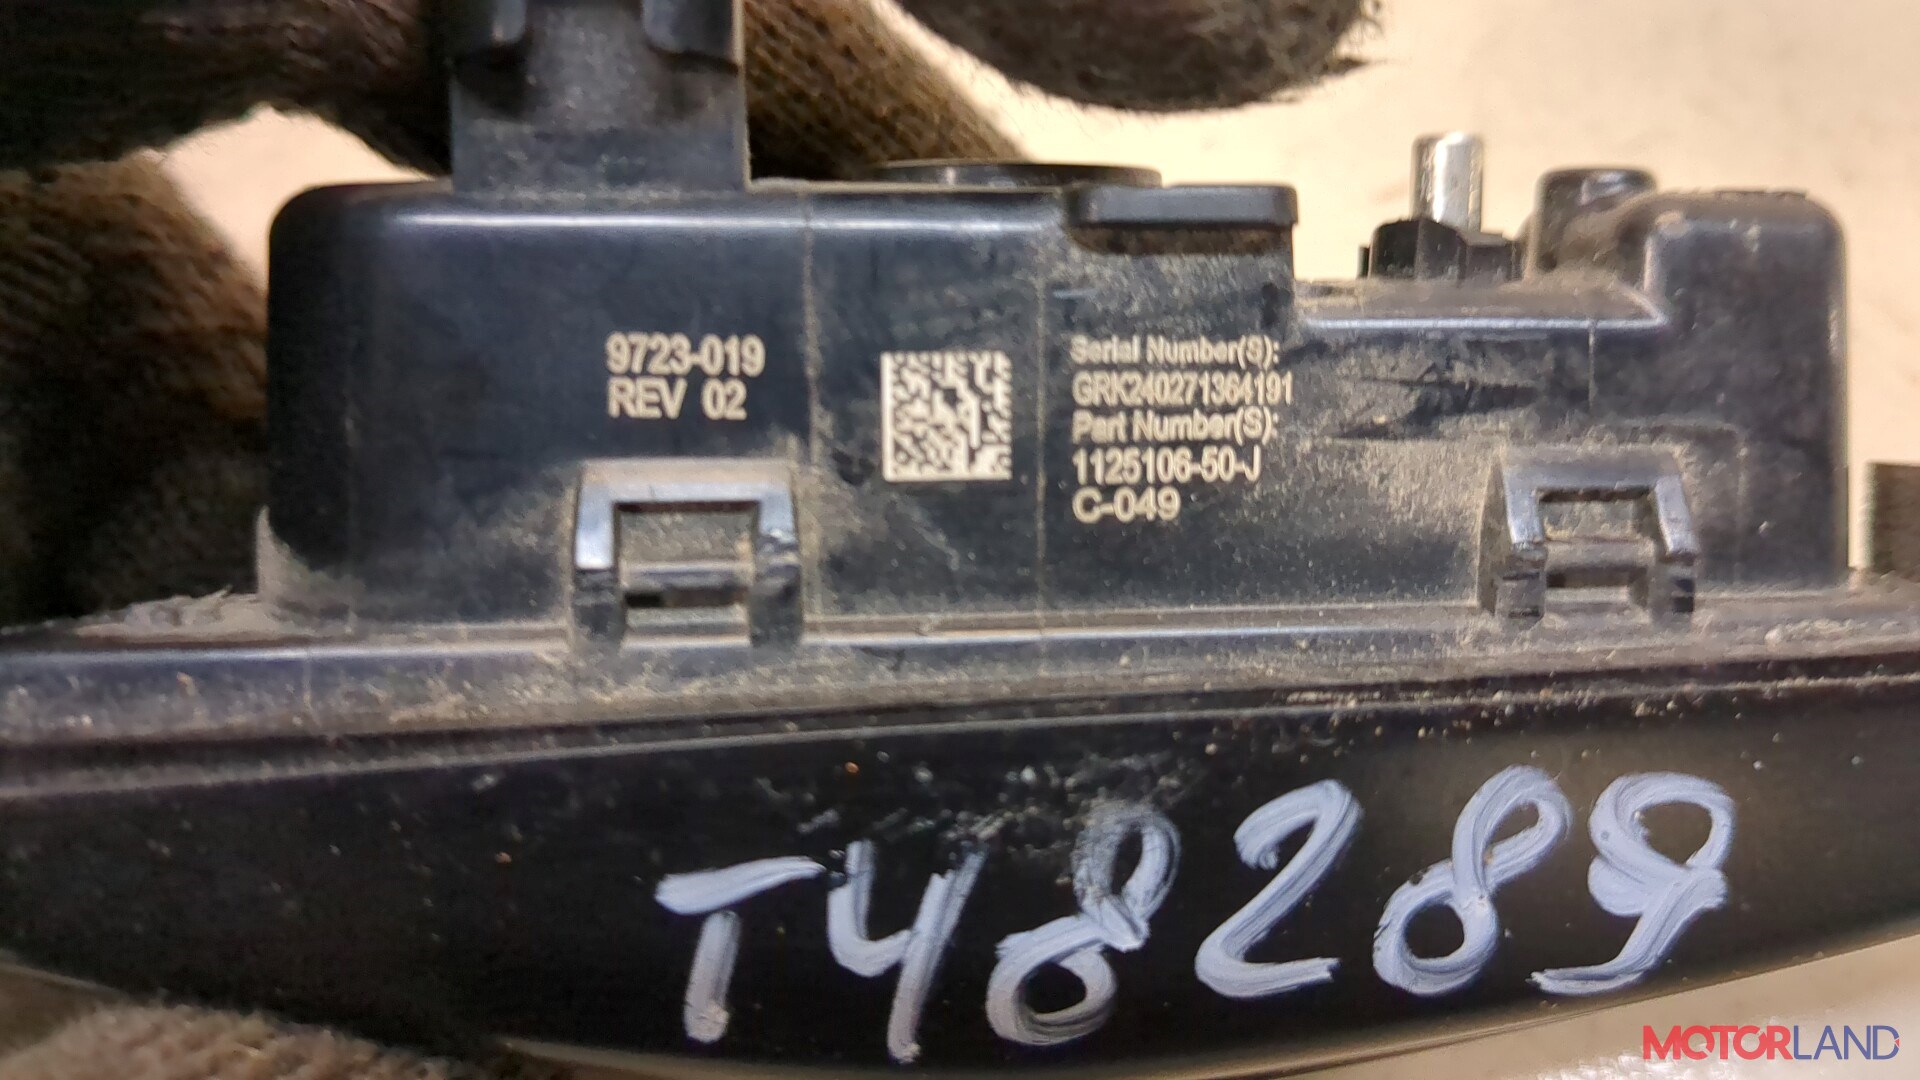 9723-019
REV 02
Serial Number(S):
GRK240271364191
Part Number(S):
1125106-50-J
C-049
T48289
MOTORLAND